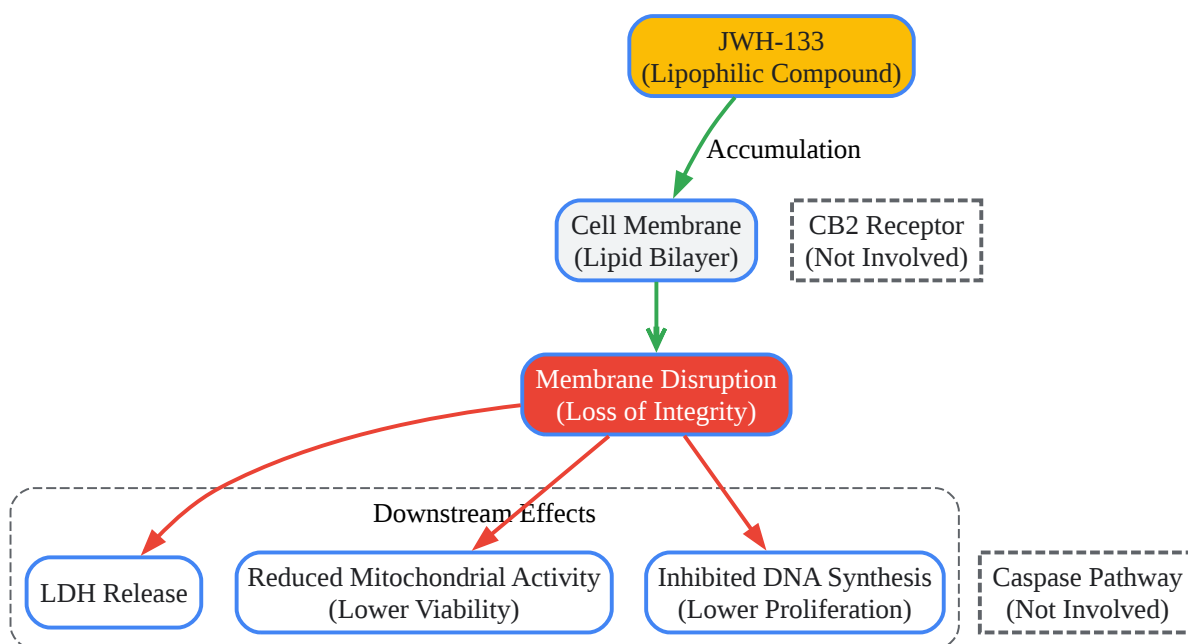 JWH-133
(Lipophilic Compound)
Accumulation
Cell Membrane
(Lipid Bilayer)
CB2 Receptor
(Not Involved)
Membrane Disruption
(Loss of Integrity)
Downstream Effects
LDH Release
Reduced Mitochondrial Activity
(Lower Viability)
Inhibited DNA Synthesis
(Lower Proliferation)
Caspase Pathway
(Not Involved)